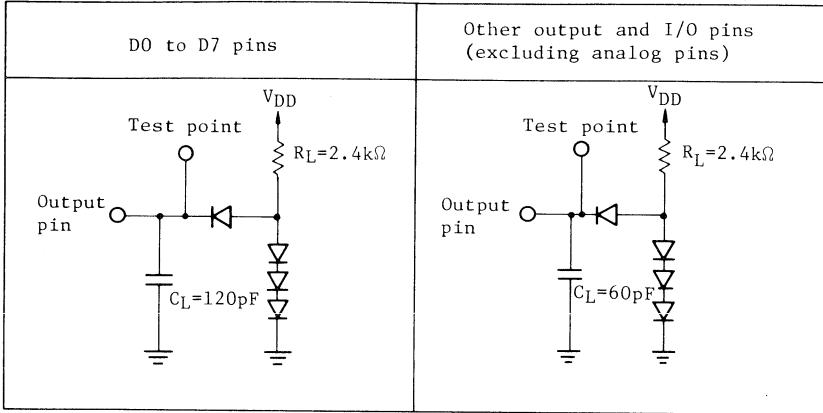 D0 to D7 pins
Other output and I/O pins
(excluding analog pins)
VDD
Test point
RL=2.4kΩ
Output
pin
CL=120pF
VDD
Test point
RL=2.4kΩ
Output
pin
CL=60pF